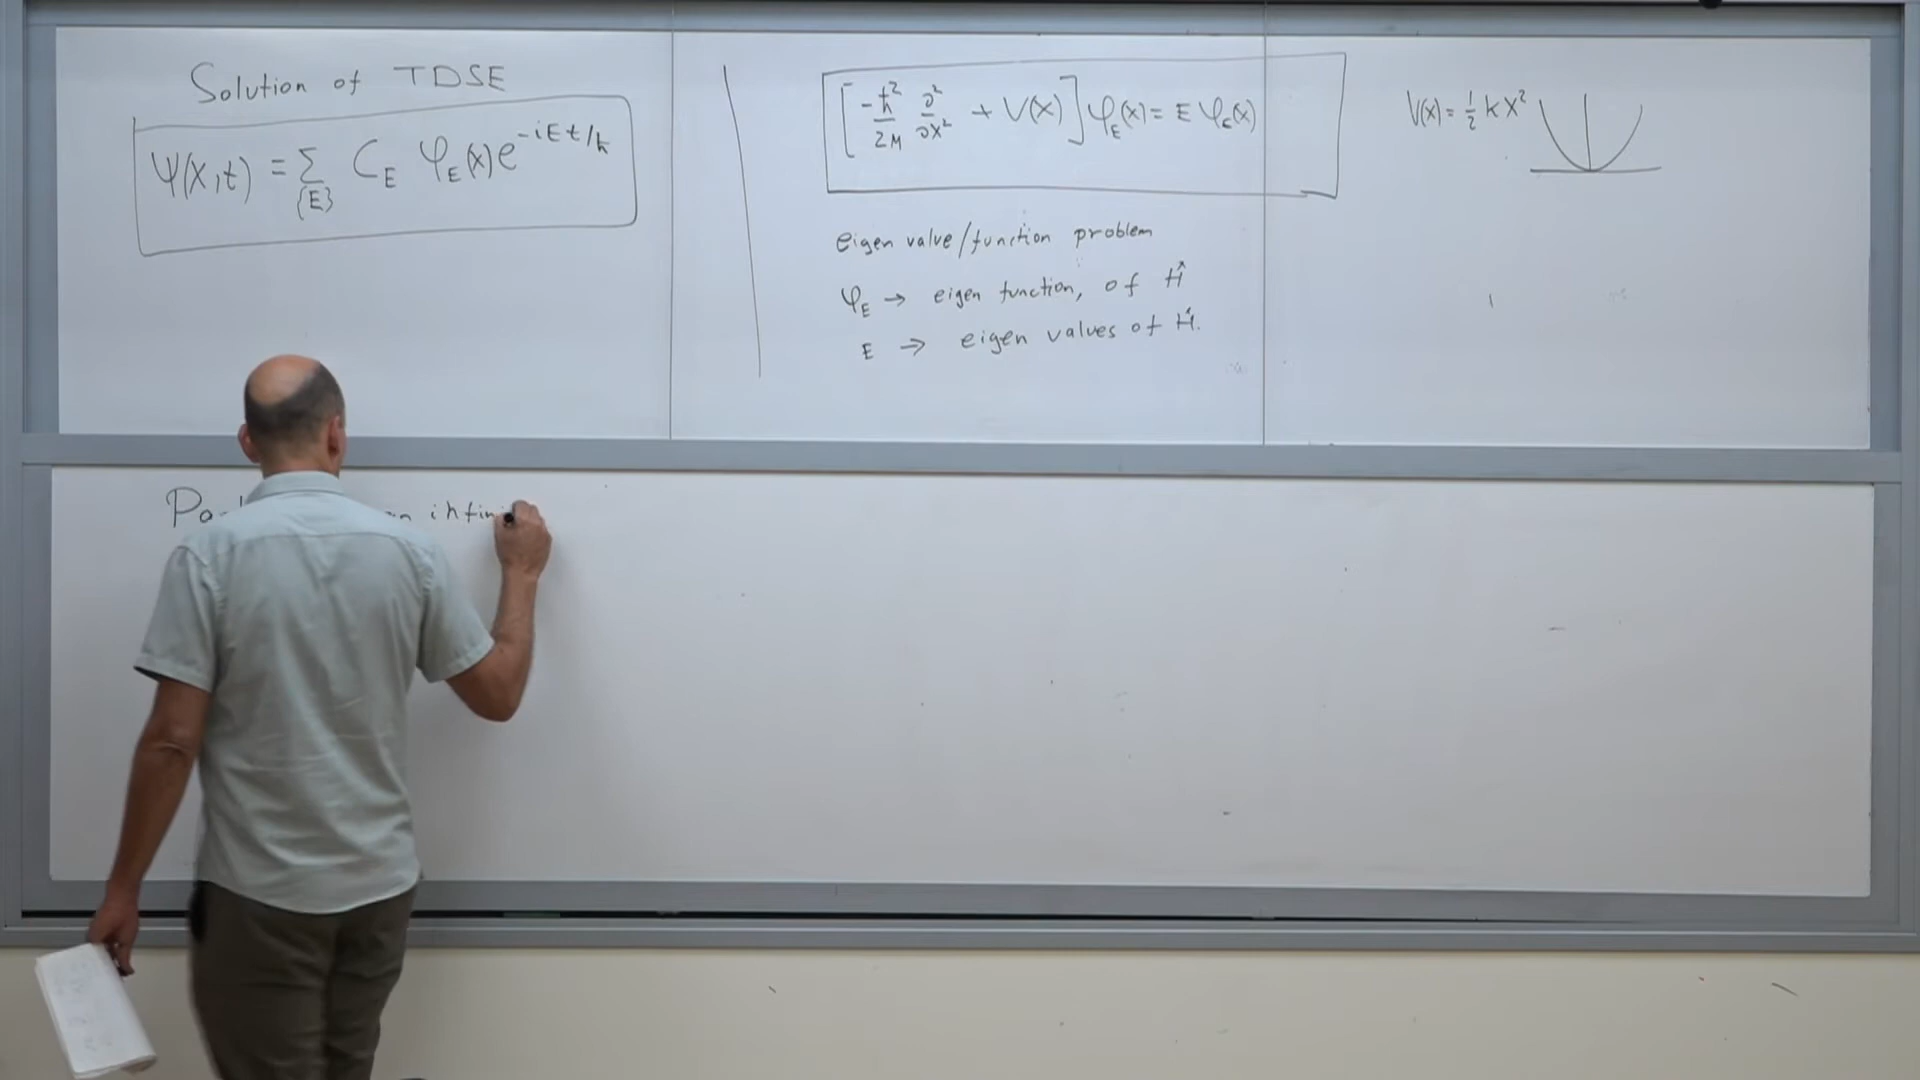 Solution of TDSE
Ψ(x,t) = Σ_{E} C_E φ_E(x) e^{-iEt/ħ}
[-ħ²/2M ∂²/∂x² + V(x)] φ_E(x) = E φ_E(x)
eigen value/function problem
φ_E → eigen function, of Ĥ
E → eigen values of Ĥ.
V(x) = 1/2 k x²